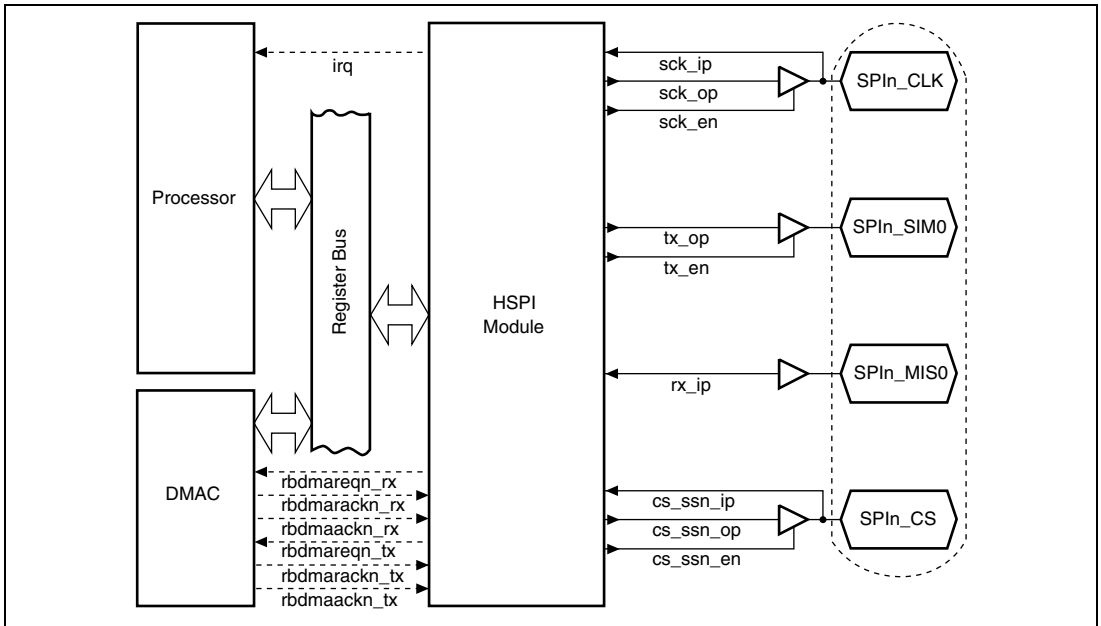 irq
Processor
Register Bus
DMAC
rbdmareqn_rx
rbdmarackn_rx
rbdmaackn_rx
rbdmareqn_tx
rbdmarackn_tx
rbdmaackn_tx
HSPI
Module
sck_ip
sck_op
sck_en
SPIn_CLK
tx_op
tx_en
SPIn_SIM0
rx_ip
SPIn_MIS0
cs_ssn_ip
cs_ssn_op
cs_ssn_en
SPIn_CS